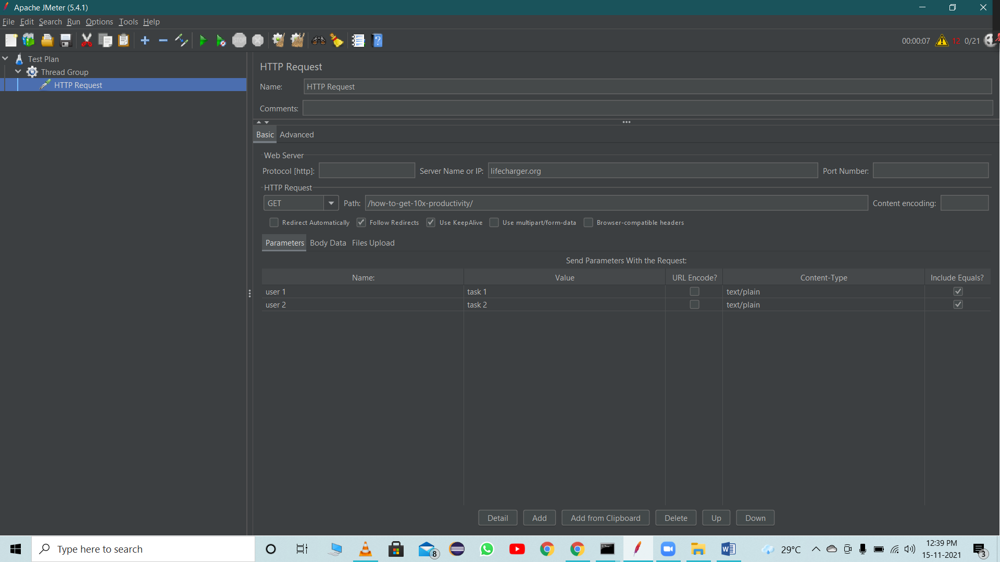 Apache JMeter (5.4.1)
File Edit Search Run Options Tools Help
STOP
?
00:00:07 12 0/21
Test Plan
Thread Group
HTTP Request
HTTP Request
Name: HTTP Request
Comments:
Basic Advanced
Web Server
Protocol [http]: Server Name or IP: lifecharger.org Port Number:
HTTP Request
GET Path: /how-to-get-10x-productivity/ Content encoding:
Redirect Automatically Follow Redirects Use KeepAlive Use multipart/form-data Browser-compatible headers
Parameters Body Data Files Upload
Send Parameters With the Request:
Name: Value URL Encode? Content-Type Include Equals?
user 1 task 1 text/plain
user 2 task 2 text/plain
Detail Add Add from Clipboard Delete Up Down
Type here to search
8
W
29°C
12:39 PM
15-11-2021
3